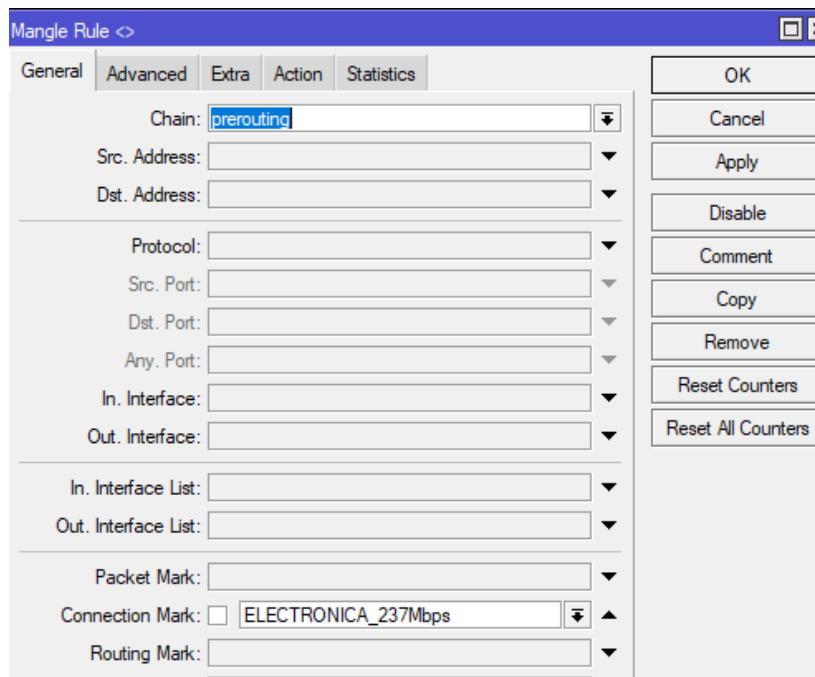 Mangle Rule <>
General Advanced Extra Action Statistics
Chain: prerouting
Src. Address:
Dst. Address:
Protocol:
Src. Port:
Dst. Port:
Any. Port:
In. Interface:
Out. Interface:
In. Interface List:
Out. Interface List:
Packet Mark:
Connection Mark: ELECTRONICA_237Mbps
Routing Mark:
OK
Cancel
Apply
Disable
Comment
Copy
Remove
Reset Counters
Reset All Counters